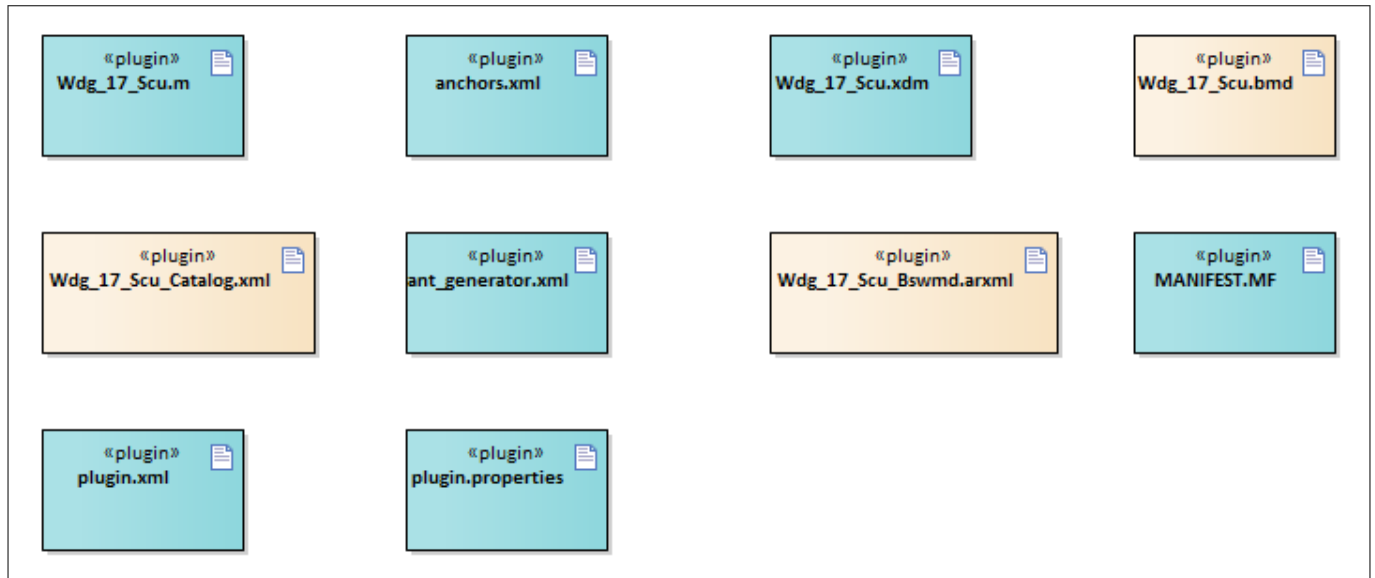 «plugin»
Wdg_17_Scu.m
«plugin»
anchors.xml
«plugin»
Wdg_17_Scu.xdm
«plugin»
Wdg_17_Scu.bmd
«plugin»
Wdg_17_Scu_Catalog.xml
«plugin»
ant_generator.xml
«plugin»
Wdg_17_Scu_Bswmd.arxml
«plugin»
MANIFEST.MF
«plugin»
plugin.xml
«plugin»
plugin.properties